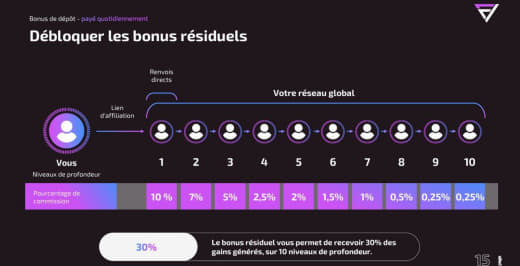 Bonus de dépôt - payé quotidiennement
Débloquer les bonus résiduels
Renvois
directs
Votre réseau global
Lien
d'affiliation
Vous
1 2 3 4 5 6 7 8 9 10
Niveaux de profondeur
Pourcentage de
commission
10 % 7% 5% 2,5% 2% 1,5% 1% 0,5% 0,25% 0,25%
30%
Le bonus résiduel vous permet de recevoir 30% des
gains générés, sur 10 niveaux de profondeur.
15
page